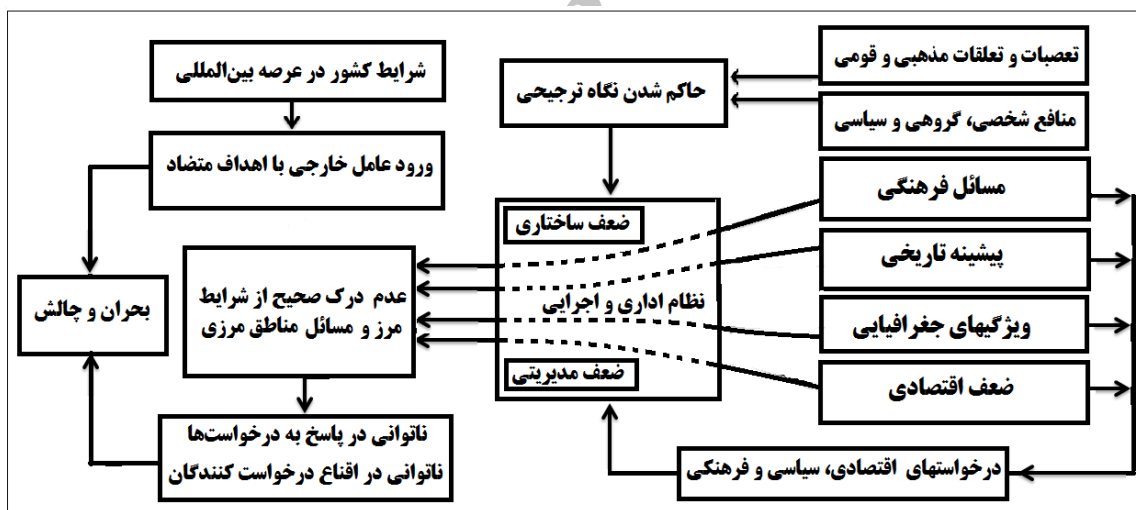 تعصبات و تعلقات مذهبی و قومی
منافع شخصی، گروهی و سیاسی
حاکم شدن نگاه ترجیحی
شرایط کشور در عرصه بین‌المللی
ورود عامل خارجی با اهداف متضاد
مسائل فرهنگی
پیشینه تاریخی
ویژگیهای جغرافیایی
ضعف اقتصادی
ضعف ساختاری
نظام اداری و اجرایی
ضعف مدیریتی
عدم درک صحیح از شرایط
مرز و مسائل مناطق مرزی
بحران و چالش
ناتوانی در پاسخ به درخواست‌ها
ناتوانی در اقناع درخواست کنندگان
درخواستهای اقتصادی، سیاسی و فرهنکی